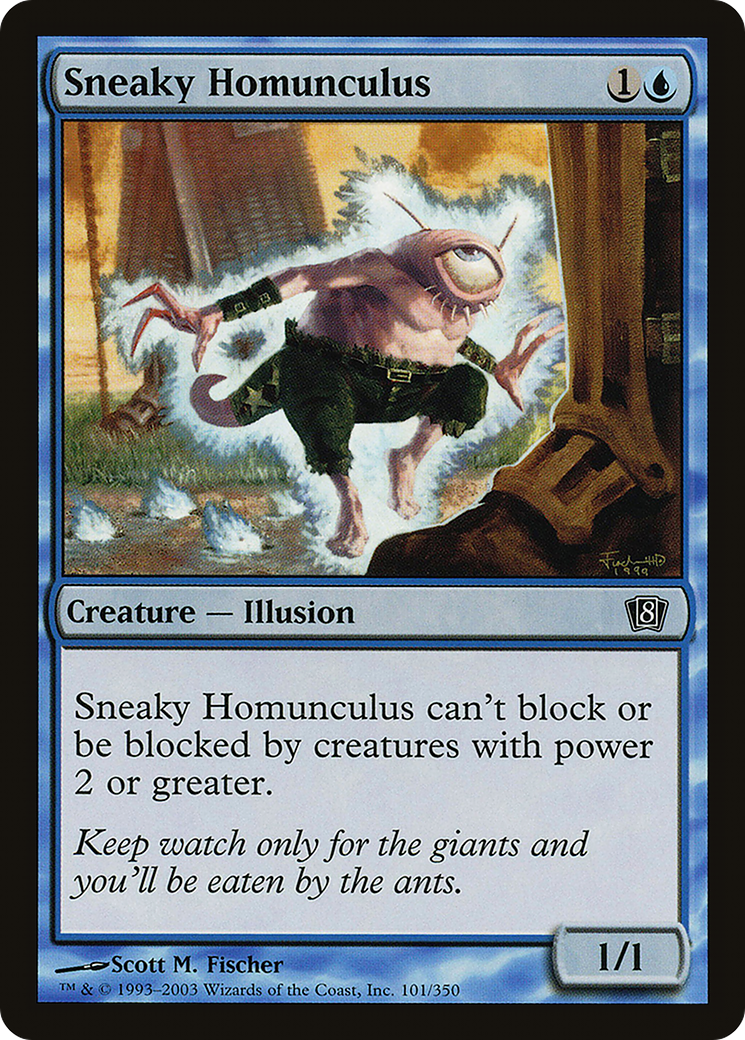 Sneaky Homunculus
1
1999
Creature — Illusion
8
Sneaky Homunculus can't block or
be blocked by creatures with power
2 or greater.
Keep watch only for the giants and
you'll be eaten by the ants.
1/1
Scott M. Fischer
™ & © 1993–2003 Wizards of the Coast, Inc. 101/350